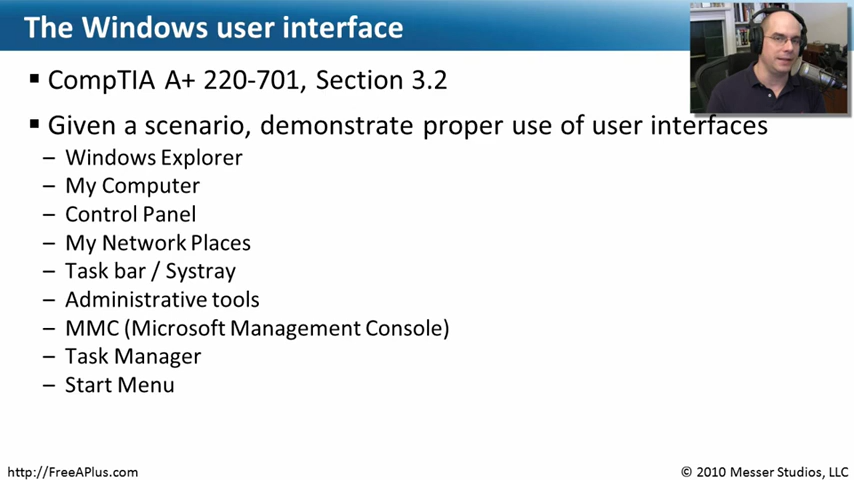 The Windows user interface
▪ CompTIA A+ 220-701, Section 3.2
▪ Given a scenario, demonstrate proper use of user interfaces
– Windows Explorer
– My Computer
– Control Panel
– My Network Places
– Task bar / Systray
– Administrative tools
– MMC (Microsoft Management Console)
– Task Manager
– Start Menu
http://FreeAPlus.com
© 2010 Messer Studios, LLC